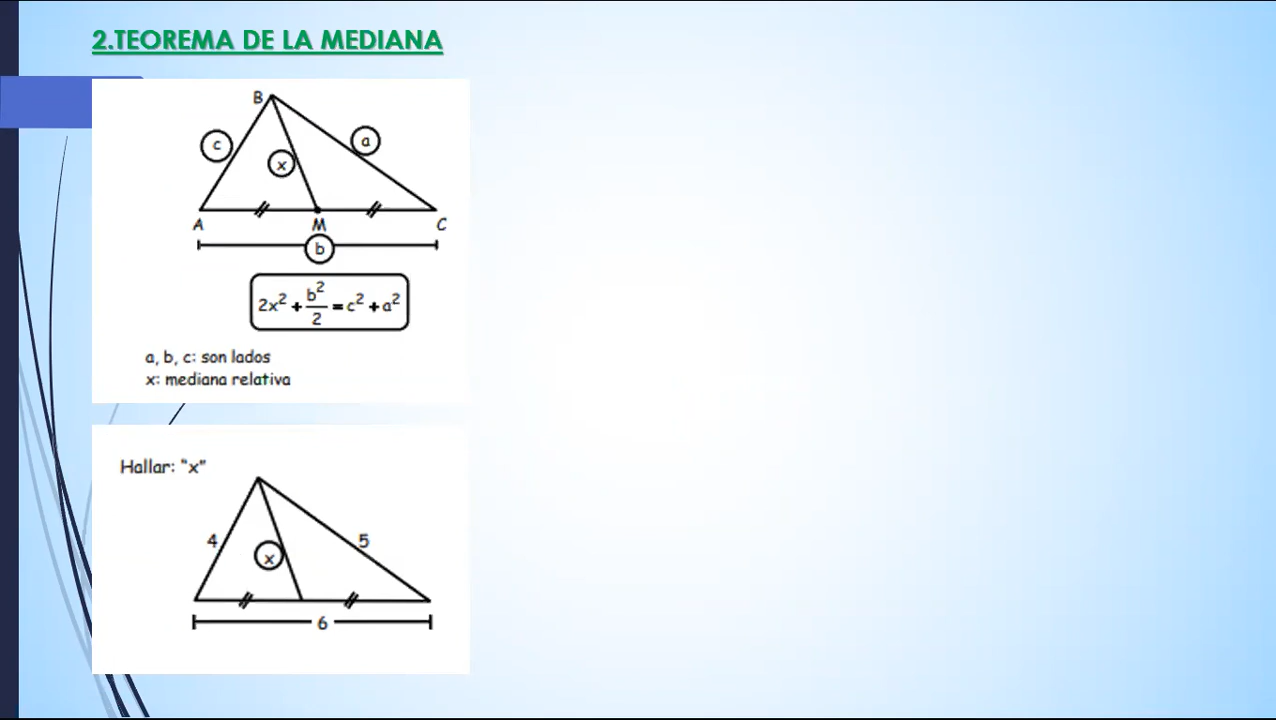 2.TEOREMA DE LA MEDIANA
B
c
a
x
A
M
C
b
2x² + b²/2 = c² + a²
a, b, c: son lados
x: mediana relativa
Hallar: "x"
4
5
x
6